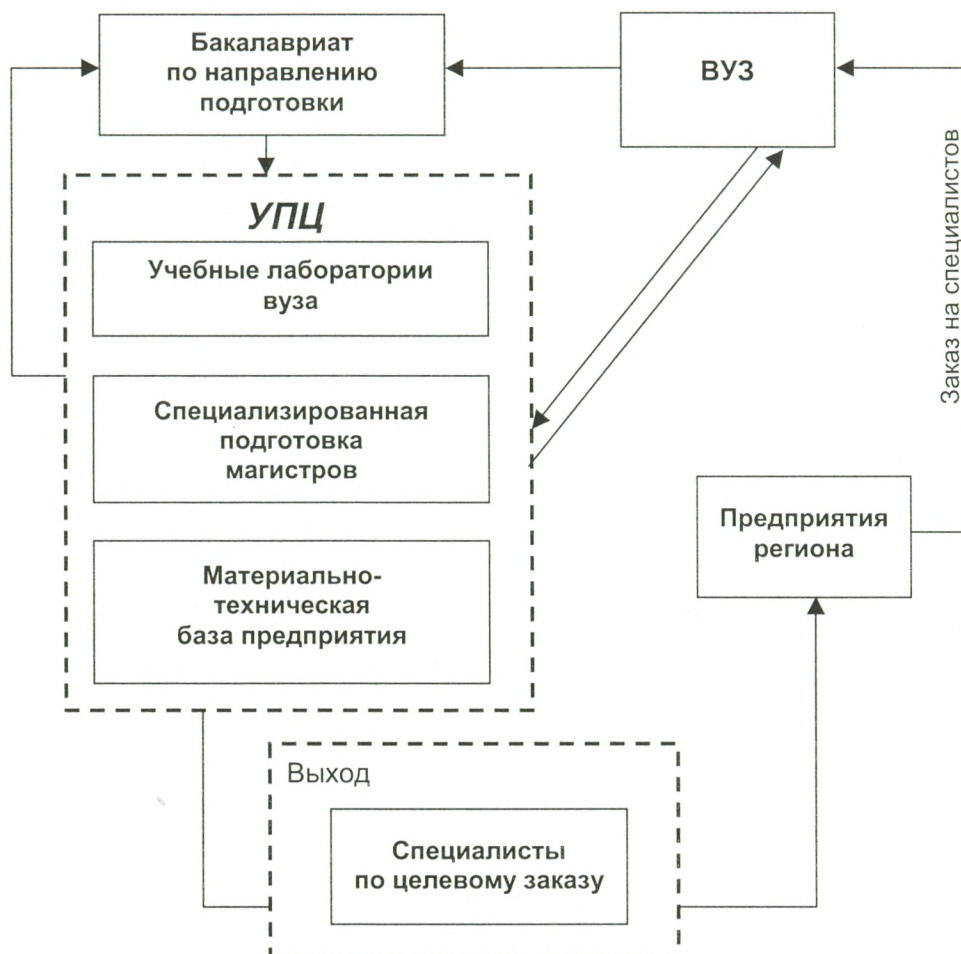 Бакалавриат
по направлению
подготовки
ВУЗ
Заказ на специалистов
УПЦ
Учебные лаборатории
вуза
Специализированная
подготовка
магистров
Предприятия
региона
Материально-
техническая
база предприятия
Выход
Специалисты
по целевому заказу